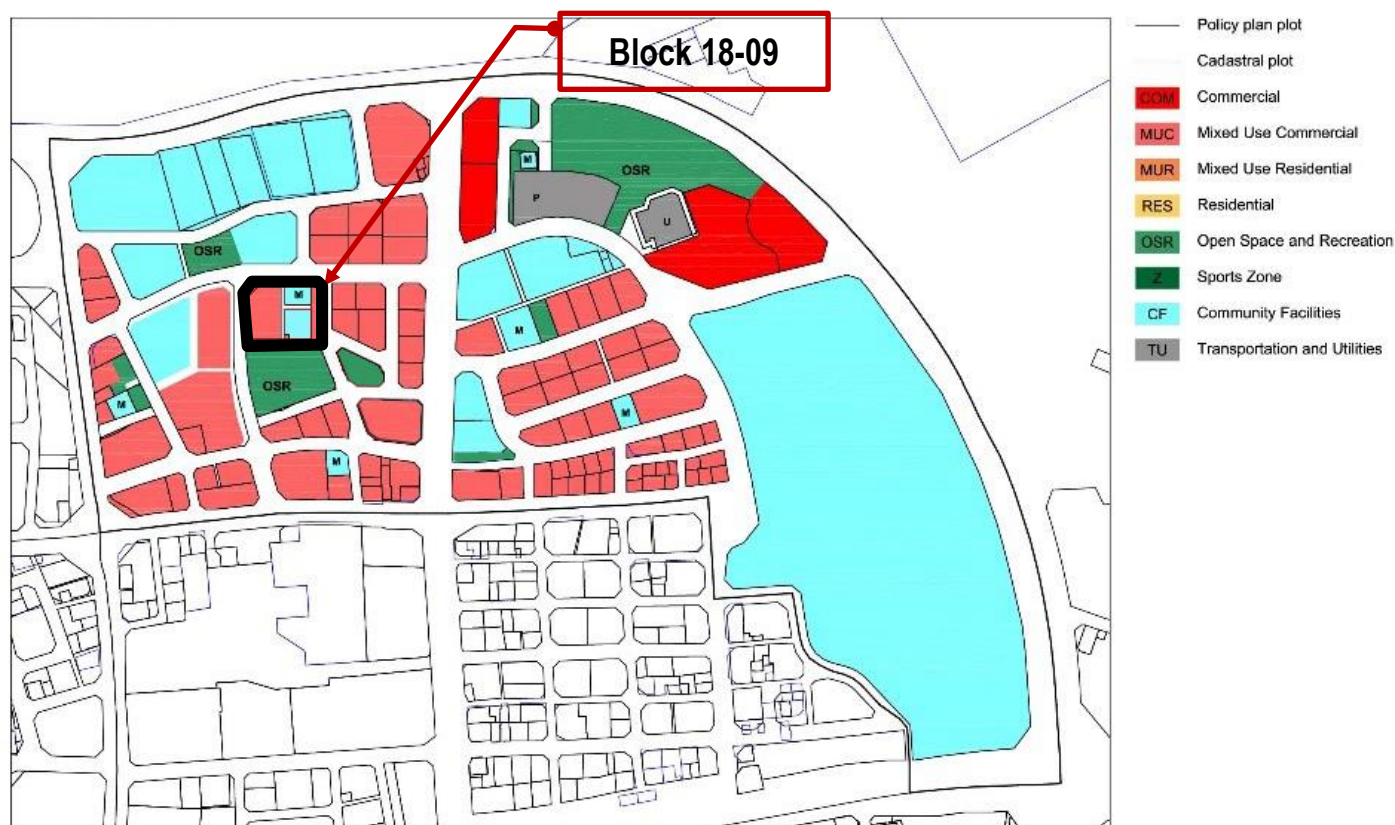 Block 18-09
Policy plan plot
Cadastral plot
COM Commercial
MUC Mixed Use Commercial
MUR Mixed Use Residential
RES Residential
OSR Open Space and Recreation
Z Sports Zone
CF Community Facilities
TU Transportation and Utilities
M
OSR
P
U
OSR
M
M
OSR
M
M
M